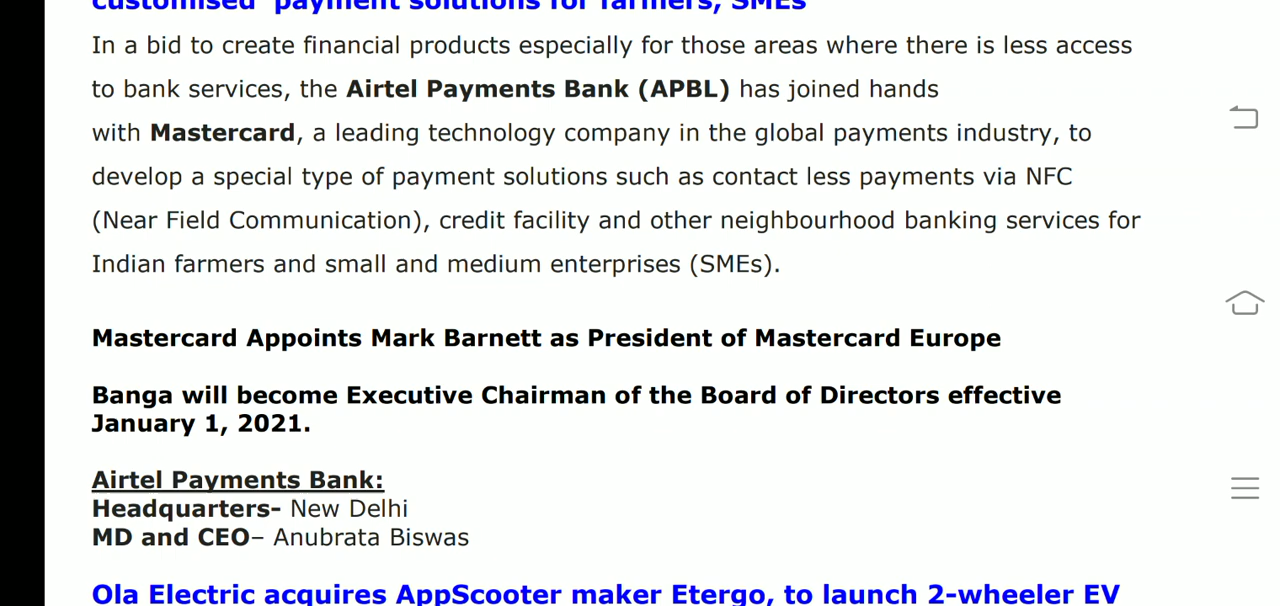 customised' payment solutions for farmers, SMEs
In a bid to create financial products especially for those areas where there is less access
to bank services, the Airtel Payments Bank (APBL) has joined hands
with Mastercard, a leading technology company in the global payments industry, to
develop a special type of payment solutions such as contact less payments via NFC
(Near Field Communication), credit facility and other neighbourhood banking services for
Indian farmers and small and medium enterprises (SMEs).
Mastercard Appoints Mark Barnett as President of Mastercard Europe
Banga will become Executive Chairman of the Board of Directors effective
January 1, 2021.
Airtel Payments Bank:
Headquarters- New Delhi
MD and CEO– Anubrata Biswas
Ola Electric acquires AppScooter maker Etergo, to launch 2-wheeler EV